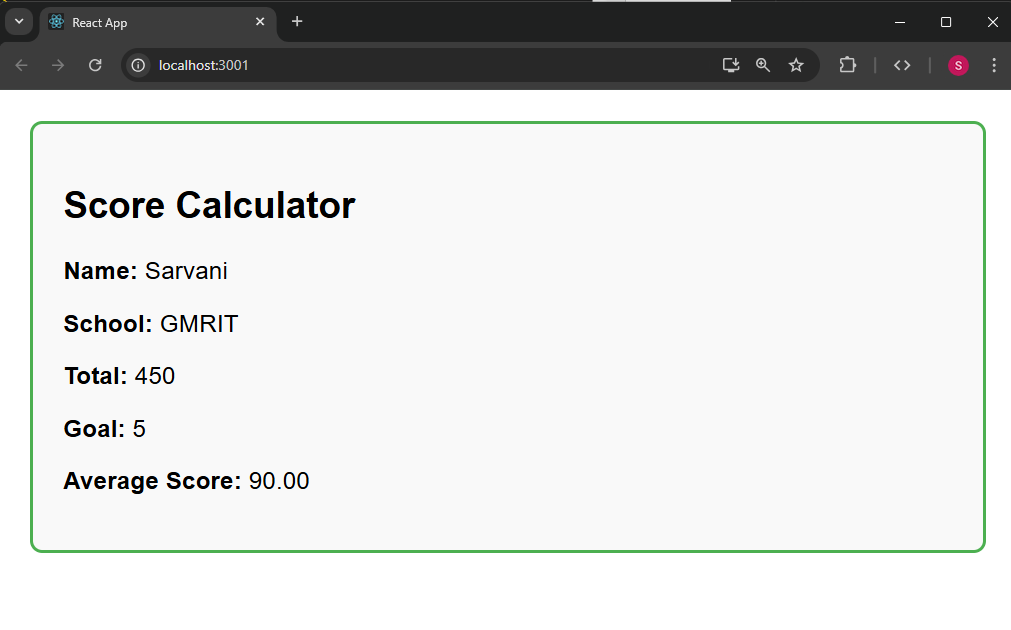 React App
localhost:3001
S
Score Calculator
Name: Sarvani
School: GMRIT
Total: 450
Goal: 5
Average Score: 90.00